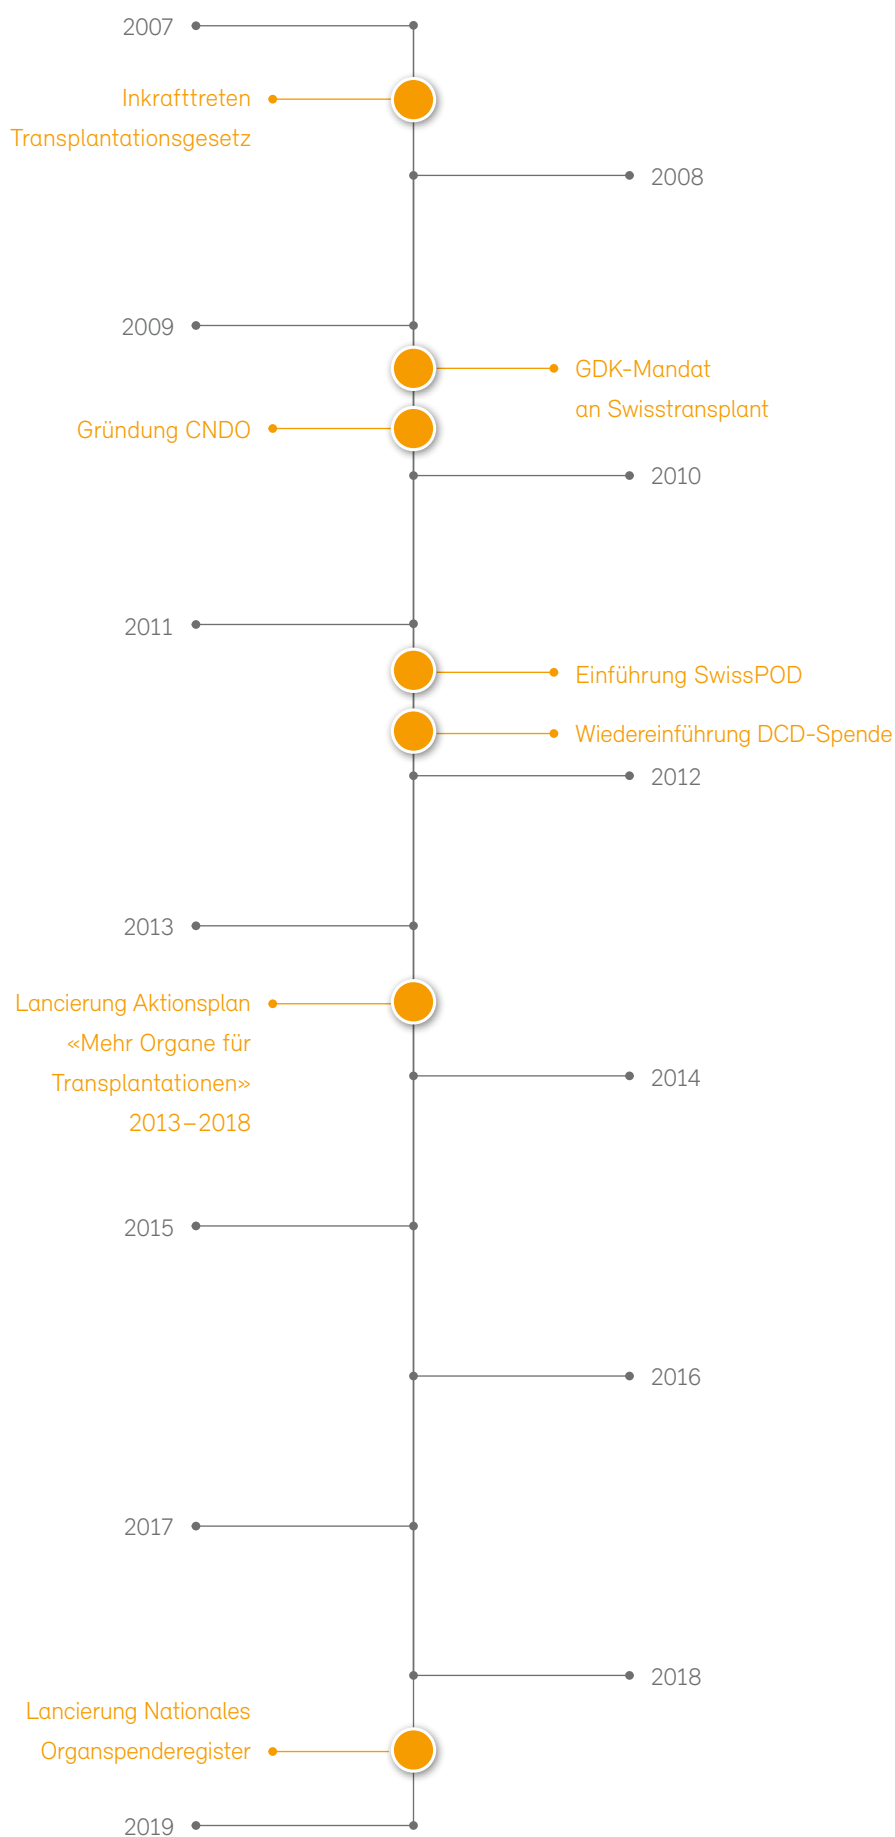 2007
Inkrafttreten
Transplantationsgesetz
2008
2009
GDK-Mandat
an Swisstransplant
Gründung CNDO
2010
2011
Einführung SwissPOD
Wiedereinführung DCD-Spende
2012
2013
Lancierung Aktionsplan
«Mehr Organe für
Transplantationen»
2013–2018
2014
2015
2016
2017
2018
Lancierung Nationales
Organspenderegister
2019